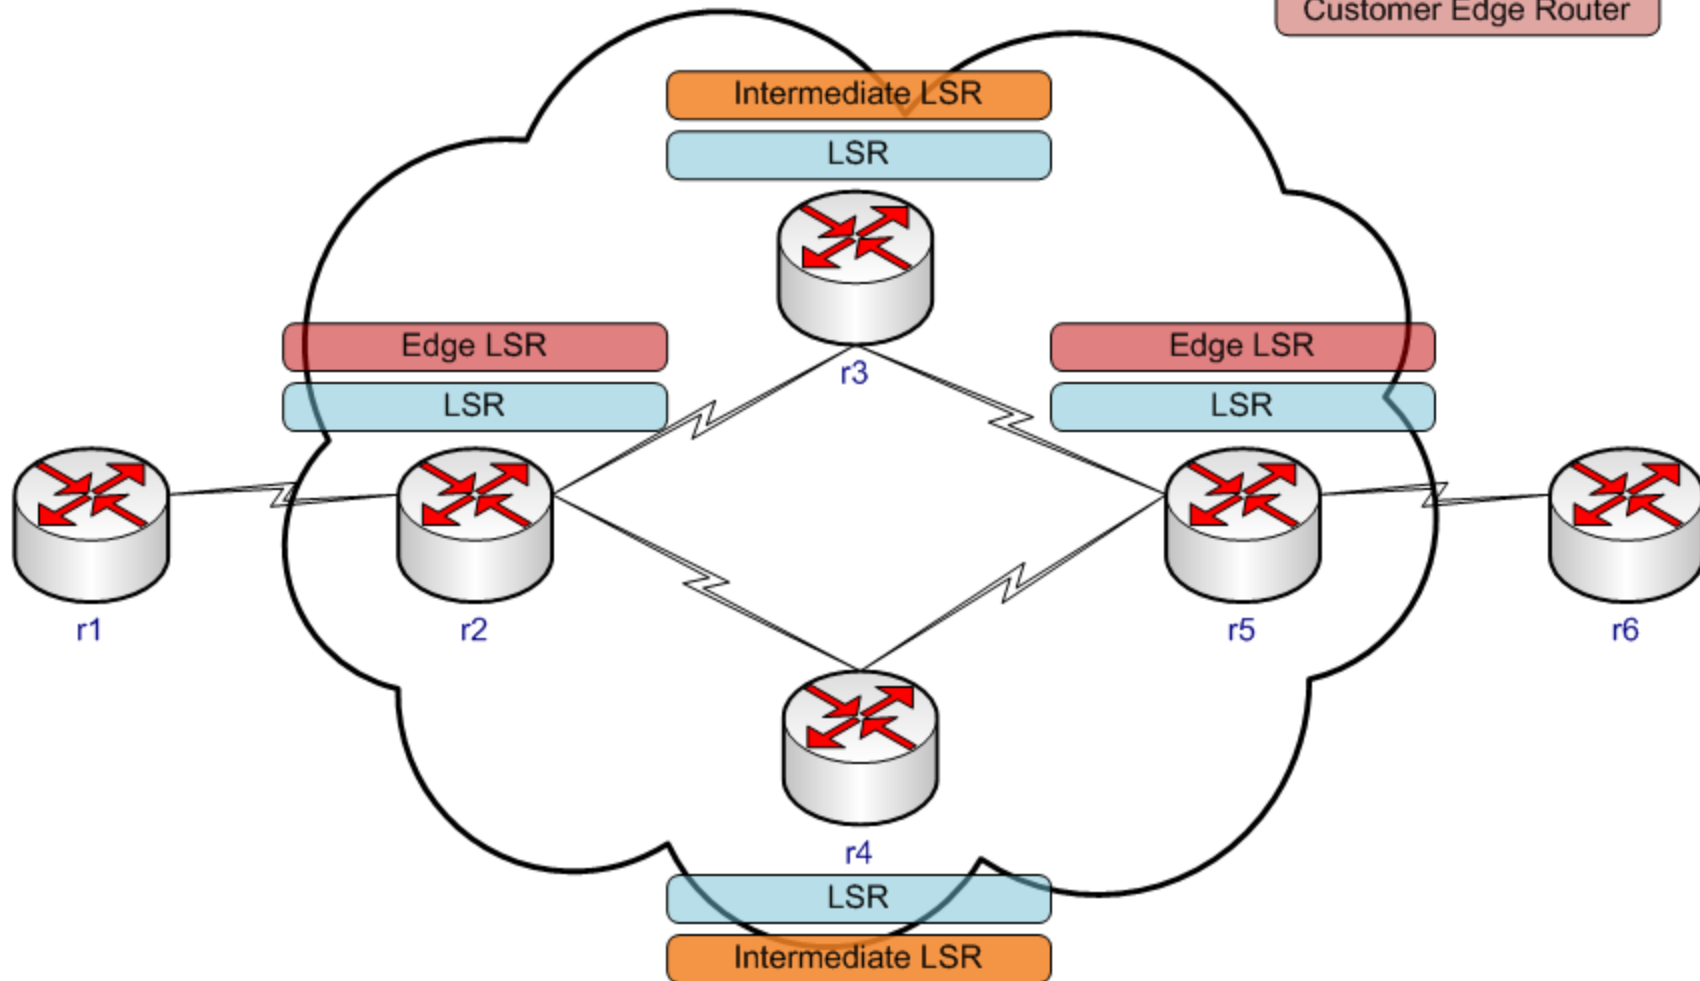 Customer Edge Router
Intermediate LSR
LSR
r3
Edge LSR
LSR
Edge LSR
LSR
r1
r2
r5
r6
r4
LSR
Intermediate LSR